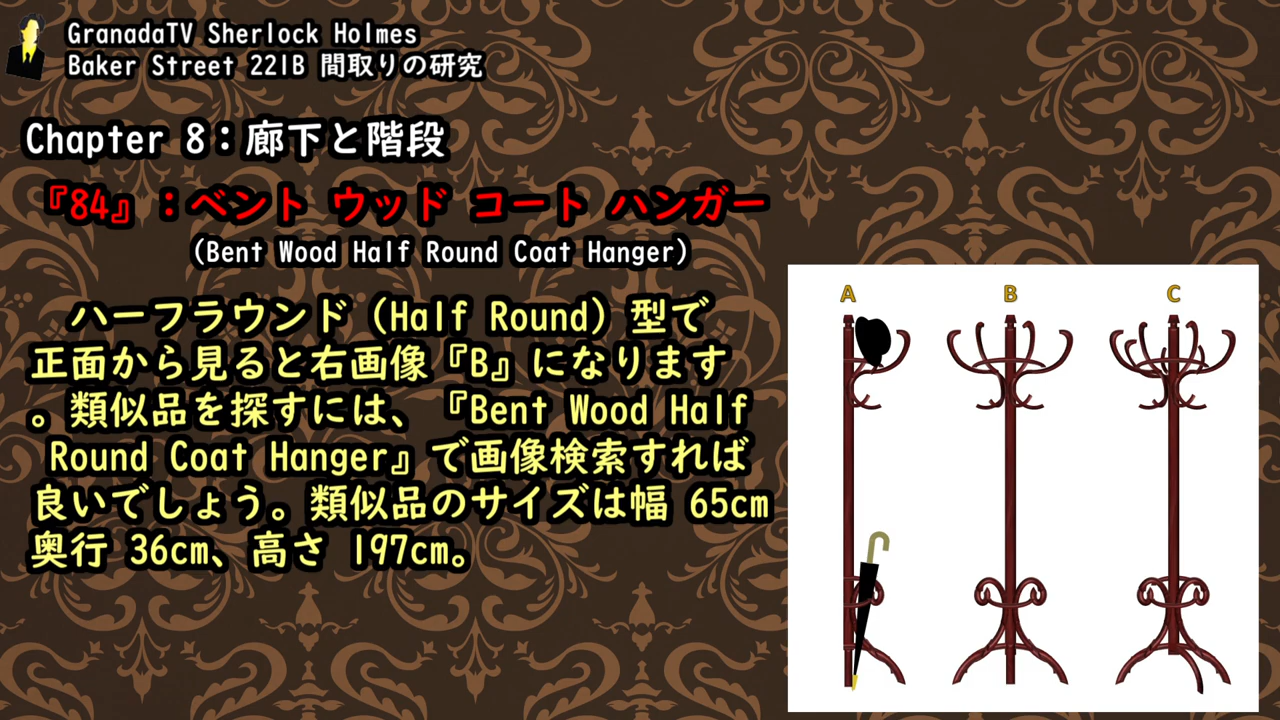 GranadaTV Sherlock Holmes
Baker Street 221B 間取りの研究
Chapter 8：廊下と階段
『84』：ベント ウッド コート ハンガー
(Bent Wood Half Round Coat Hanger)
ハーフラウンド（Half Round）型で
正面から見ると右画像『B』になります
。類似品を探すには、『Bent Wood Half
Round Coat Hanger』で画像検索すれば
良いでしょう。類似品のサイズは幅 65cm
奥行 36cm、高さ 197cm。
A B C